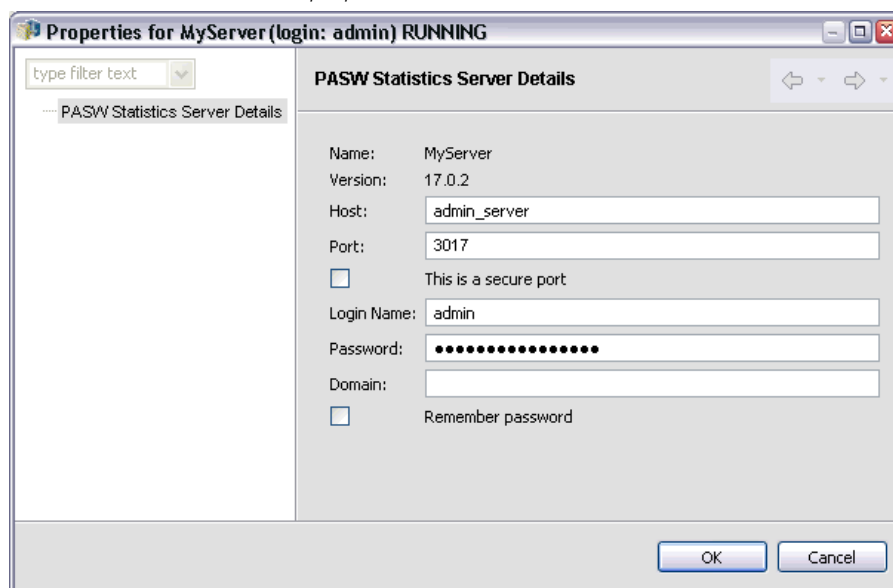 Properties for MyServer (login: admin) RUNNING
type filter text
PASW Statistics Server Details
PASW Statistics Server Details
Name: MyServer
Version: 17.0.2
Host: admin_server
Port: 3017
This is a secure port
Login Name: admin
Password: ●●●●●●●●●●●●●●●●
Domain:
Remember password
OK Cancel